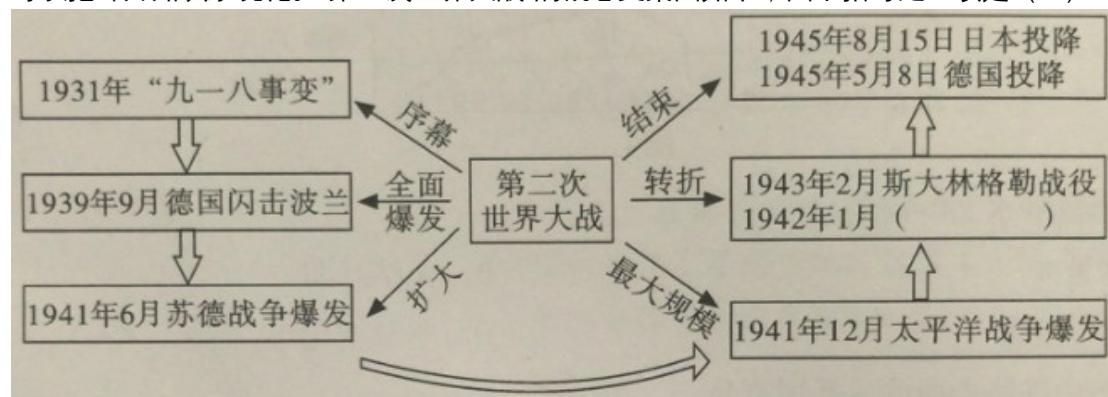 1931年“九一八事变”
序幕
1939年9月德国闪击波兰
全面
爆发
1941年6月苏德战争爆发
扩大
第二次
世界大战
结束
1945年8月15日日本投降
1945年5月8日德国投降
转折
1943年2月斯大林格勒战役
1942年1月（　　　　）
最大规模
1941年12月太平洋战争爆发